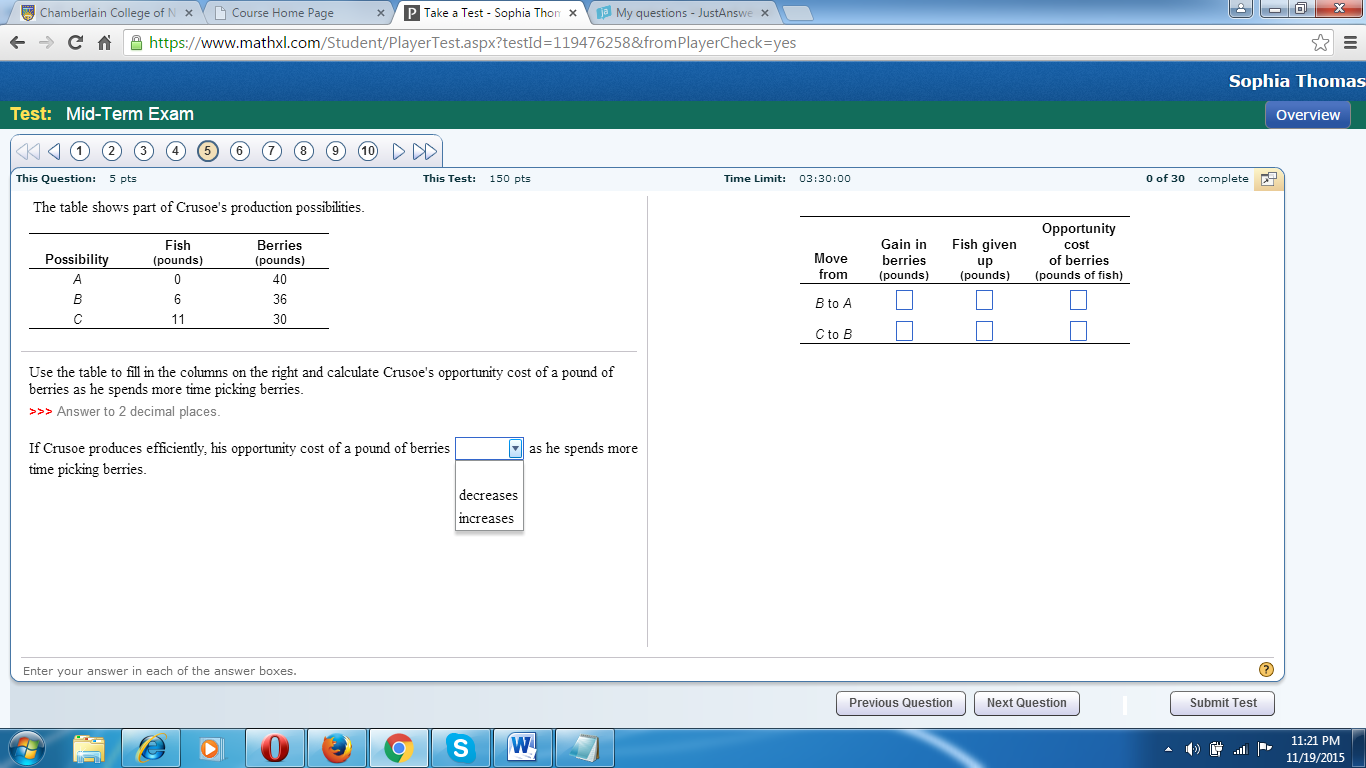 Chamberlain College of N
Course Home Page
Take a Test - Sophia Thom
My questions - JustAnswe
https://www.mathxl.com/Student/PlayerTest.aspx?testId=119476258&fromPlayerCheck=yes
Sophia Thomas
Test: Mid-Term Exam
Overview
1 2 3 4 5 6 7 8 9 10
This Question: 5 pts
This Test: 150 pts
Time Limit: 03:30:00
0 of 30 complete
The table shows part of Crusoe's production possibilities.
Fish Berries
Possibility (pounds) (pounds)
A 0 40
B 6 36
C 11 30
Use the table to fill in the columns on the right and calculate Crusoe's opportunity cost of a pound of
berries as he spends more time picking berries.
>>> Answer to 2 decimal places.
If Crusoe produces efficiently, his opportunity cost of a pound of berries as he spends more
time picking berries.
decreases
increases
Opportunity
Gain in Fish given cost
Move berries up of berries
from (pounds) (pounds) (pounds of fish)
B to A
C to B
Enter your answer in each of the answer boxes.
?
Previous Question
Next Question
Submit Test
11:21 PM
11/19/2015